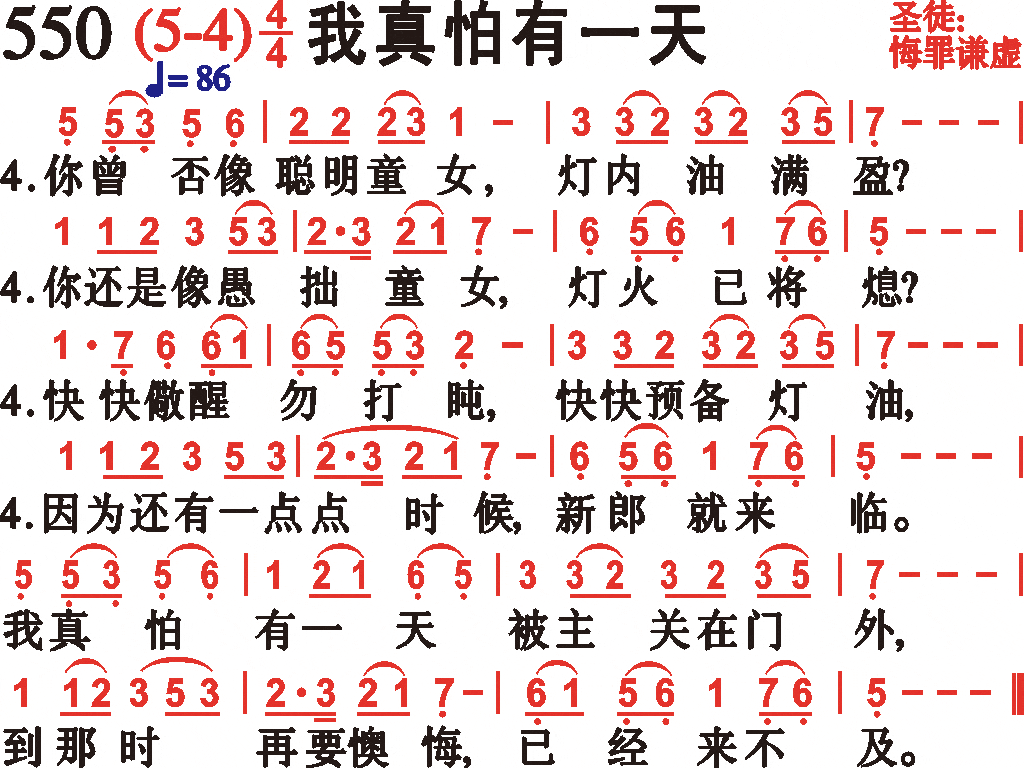 550 (5-4) 4/4 我真怕有一天 圣徒:
♩= 86 悔罪谦虚
5 5 3 5 6 | 2 2 2 3 1 - | 3 3 2 3 2 3 5 | 7 - - - |
4.你曾 否像 聪明童 女, 灯内 油 满 盈?
1 1 2 3 5 3 | 2·3 2 1 7 - | 6 5 6 1 7 6 | 5 - - - |
4.你还是像愚 拙 童 女, 灯火 已 将 熄?
1·7 6 6 1 | 6 5 5 3 2 - | 3 3 2 3 2 3 5 | 7 - - - |
4.快快儆醒 勿 打 盹, 快快预备 灯 油,
1 1 2 3 5 3 | 2·3 2 1 7 - | 6 5 6 1 7 6 | 5 - - - |
4.因为还有一点点 时 候, 新郎 就来 临。
5 5 3 5 6 | 1 2 1 6 5 | 3 3 2 3 2 3 5 | 7 - - - |
我真 怕 有一 天 被主 关在门 外,
1 1 2 3 5 3 | 2·3 2 1 7 - | 6 1 5 6 1 7 6 | 5 - - - ‖
到那 时 再要懊 悔, 已 经 来不 及。